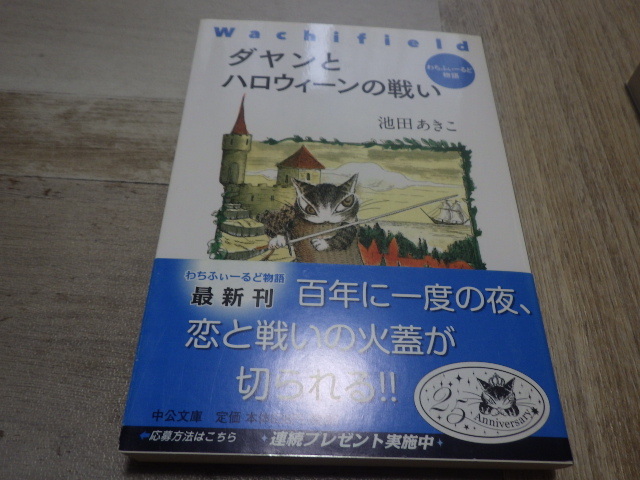 Wachifield
ダヤンと
ハロウィーンの戦い
わちふぃーるど
物語
池田あきこ
わちふぃーるど物語
最新刊
百年に一度の夜、
恋と戦いの火蓋が
切られる!!
25
Anniversary
中公文庫 定価 本体
応募方法はこちら
連続プレゼント実施中